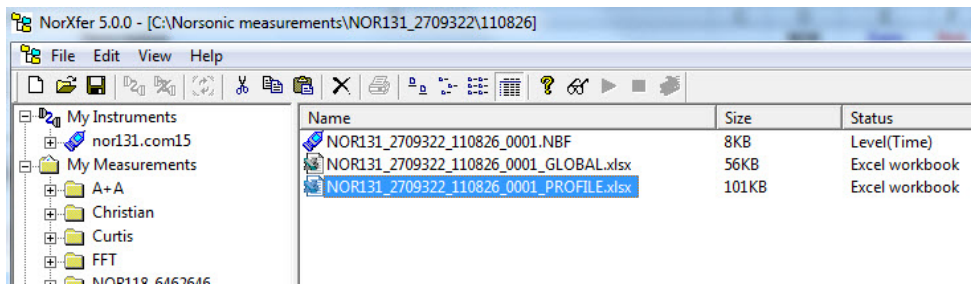 NorXfer 5.0.0 - [C:\Norsonic measurements\NOR131_2709322\110826]
File Edit View Help
My Instruments
nor131.com15
My Measurements
A+A
Christian
Curtis
FFT
NOR118_6462646
Name Size Status
NOR131_2709322_110826_0001.NBF 8KB Level(Time)
NOR131_2709322_110826_0001_GLOBAL.xlsx 56KB Excel workbook
NOR131_2709322_110826_0001_PROFILE.xlsx 101KB Excel workbook